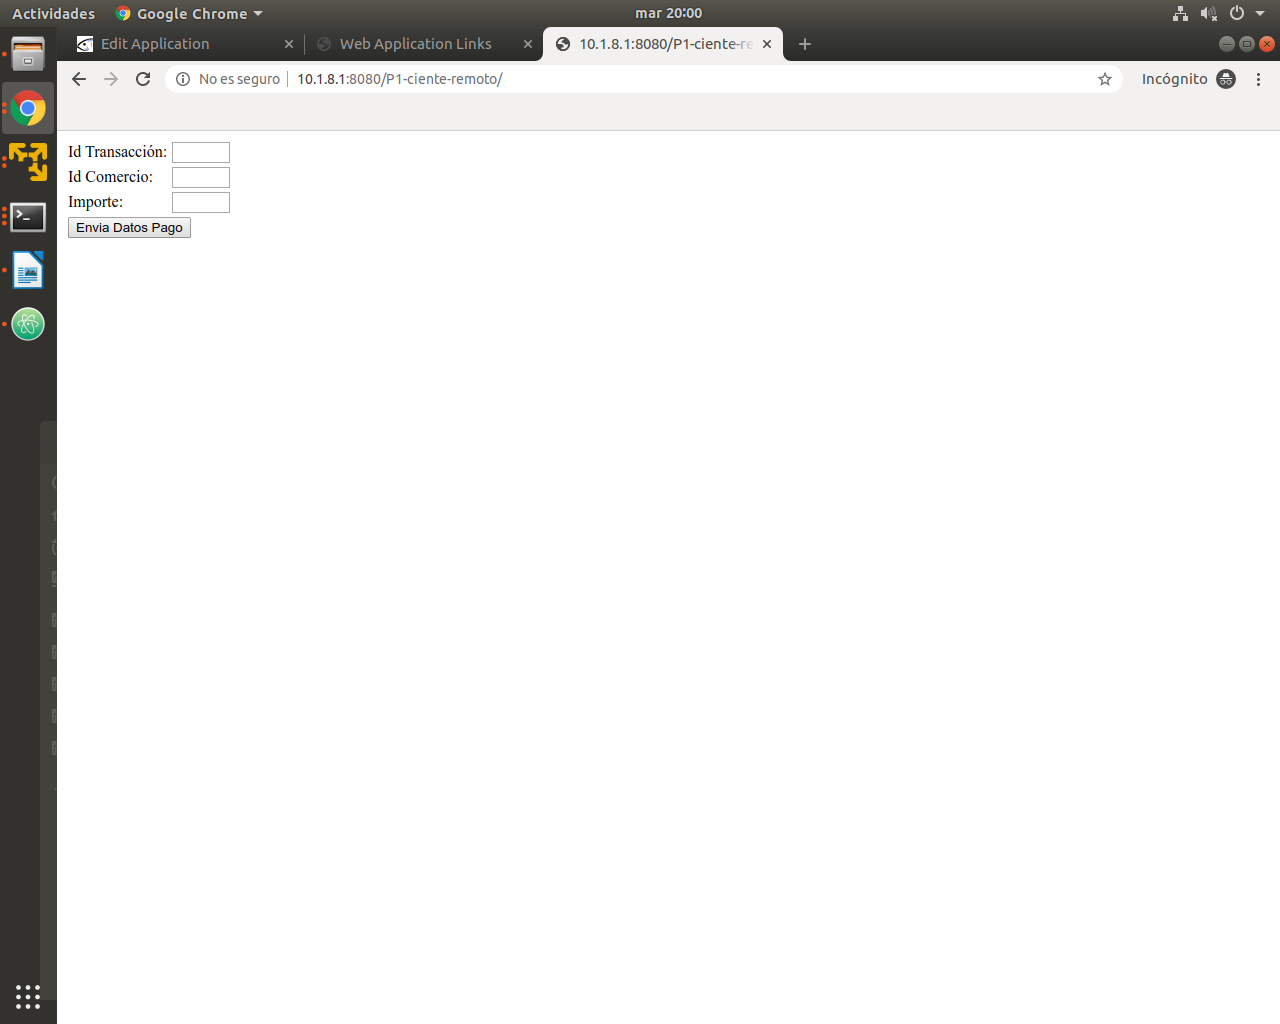 Actividades Google Chrome mar 20:00
Edit Application Web Application Links 10.1.8.1:8080/P1-ciente-re
No es seguro 10.1.8.1:8080/P1-ciente-remoto/ Incógnito
Id Transacción:
Id Comercio:
Importe:
Envia Datos Pago